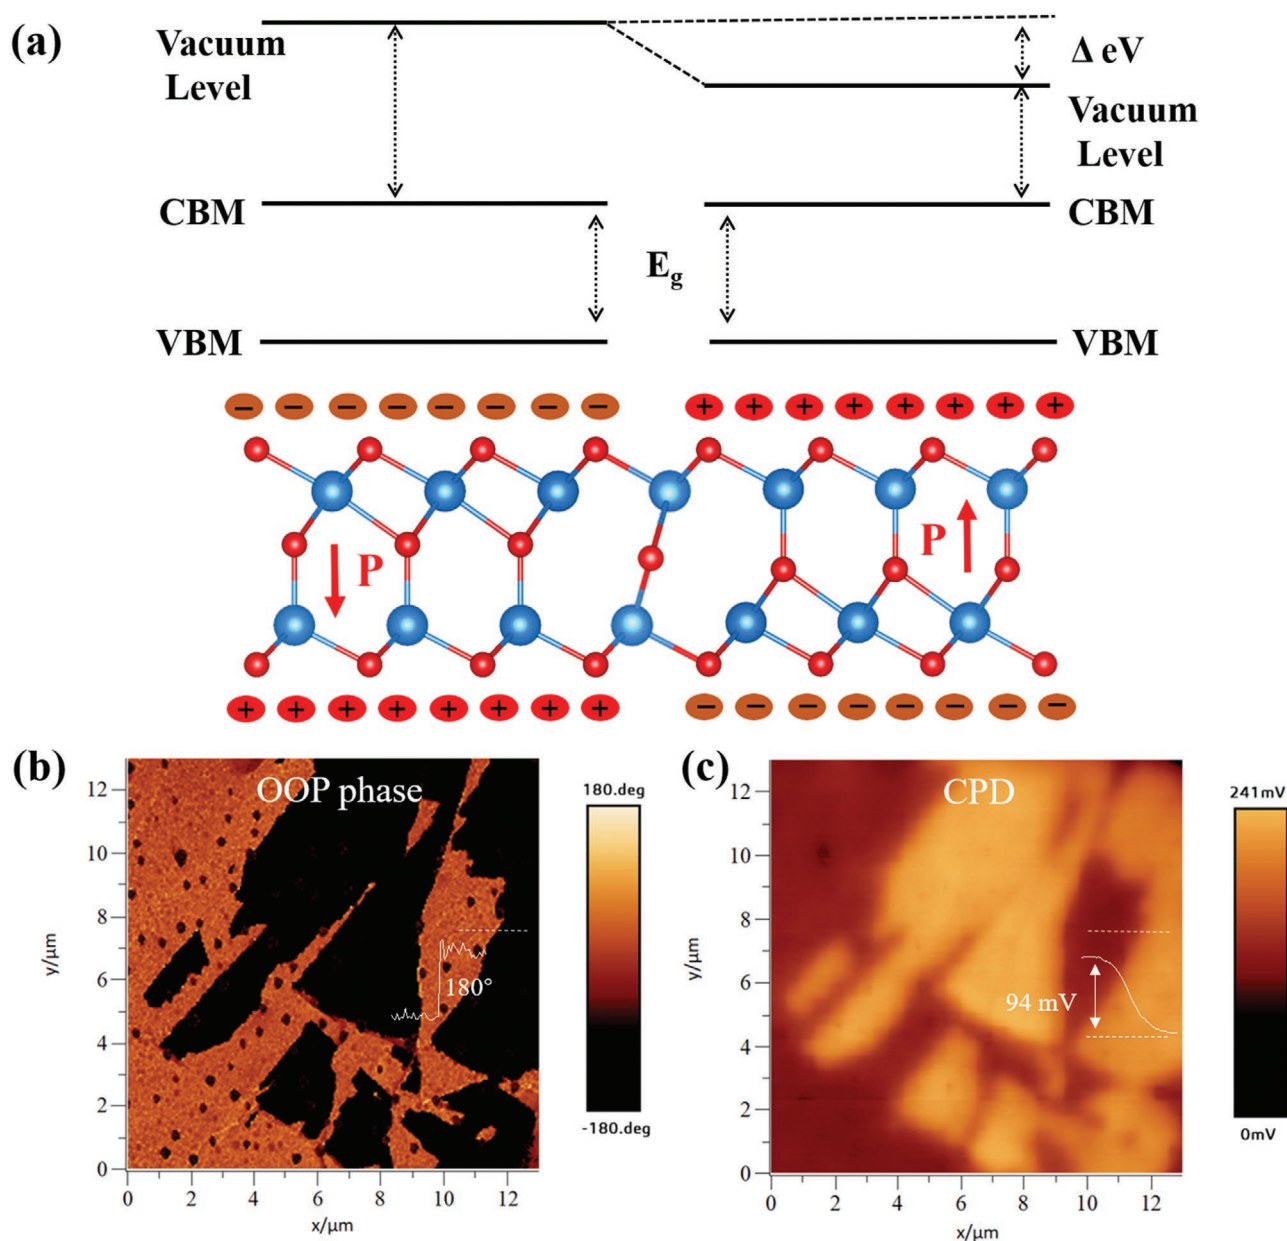 (a)
Vacuum
Level
Δ eV
Vacuum
Level
CBM
CBM
E_g
VBM
VBM
− − − − − − − −
+ + + + + + + +
P
P
+ + + + + + + +
− − − − − − − −
(b)
OOP phase
180.deg
-180.deg
180°
12
10
8
6
4
2
0
y/μm
0 2 4 6 8 10 12
x/μm
(c)
CPD
241mV
0mV
94 mV
12
10
8
6
4
2
0
y/μm
0 2 4 6 8 10 12
x/μm